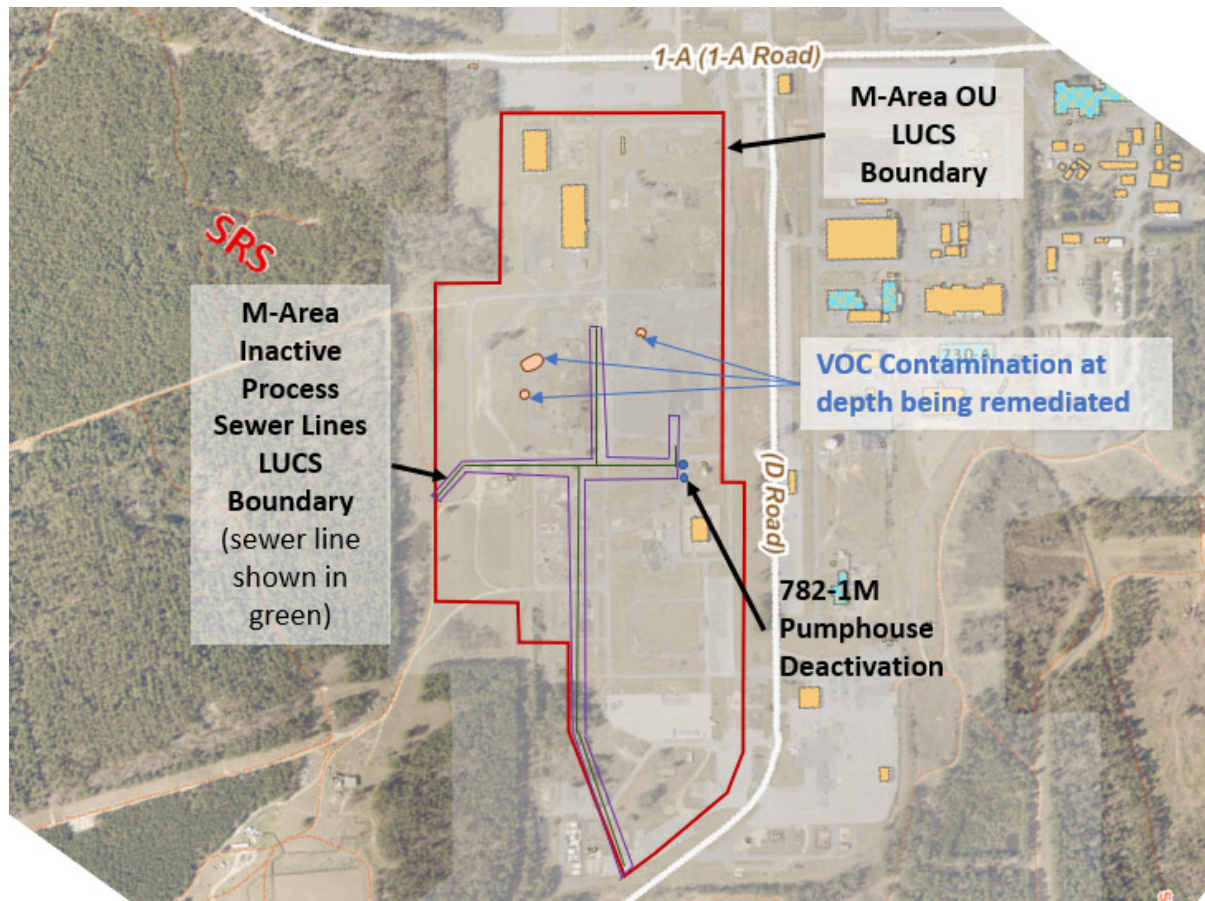 1-A (1-A Road)
M-Area OU
LUCS
Boundary
SRS
M-Area
Inactive
Process
Sewer Lines
LUCS
Boundary
(sewer line
shown in
green)
230-A
VOC Contamination at
depth being remediated
(D Road)
782-1M
Pumphouse
Deactivation